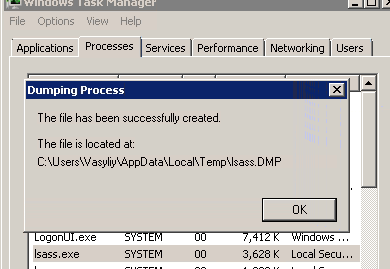 Windows Task Manager
File Options View Help
Applications Processes Services Performance Networking Users
Dumping Process
The file has been successfully created.
The file is located at:
C:\Users\Vasyliy\AppData\Local\Temp\lsass.DMP
OK
LogonUI.exe SYSTEM 00 7,412 K Windows ...
lsass.exe SYSTEM 00 3,628 K Local Secu...